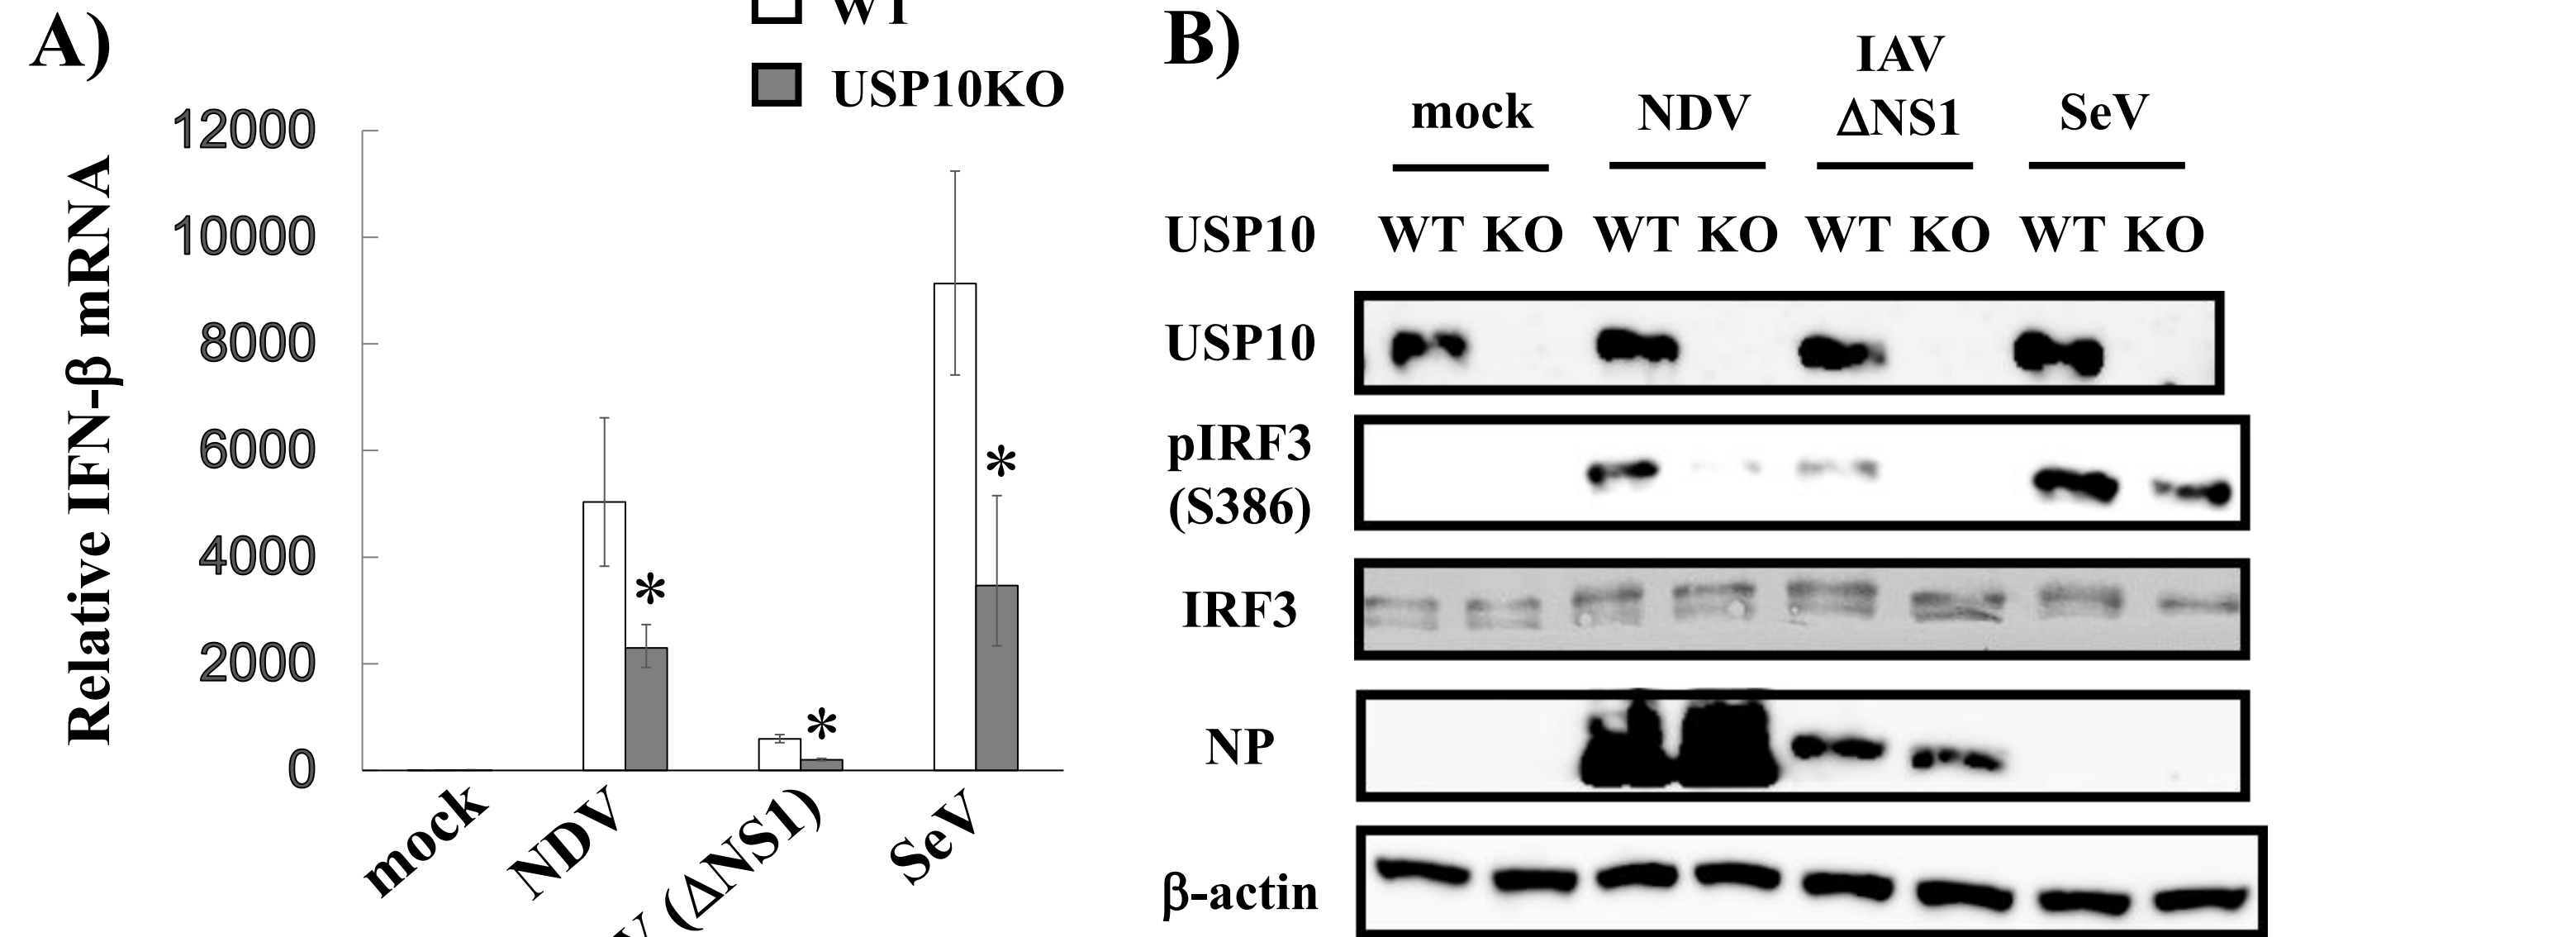 A)
WT
USP10KO
Relative IFN-β mRNA
12000
10000
8000
6000
4000
2000
0
*
*
*
mock
NDV
(ΔNS1)
SeV
B)
mock NDV IAV ΔNS1 SeV
USP10 WT KO WT KO WT KO WT KO
USP10
pIRF3
(S386)
IRF3
NP
β-actin